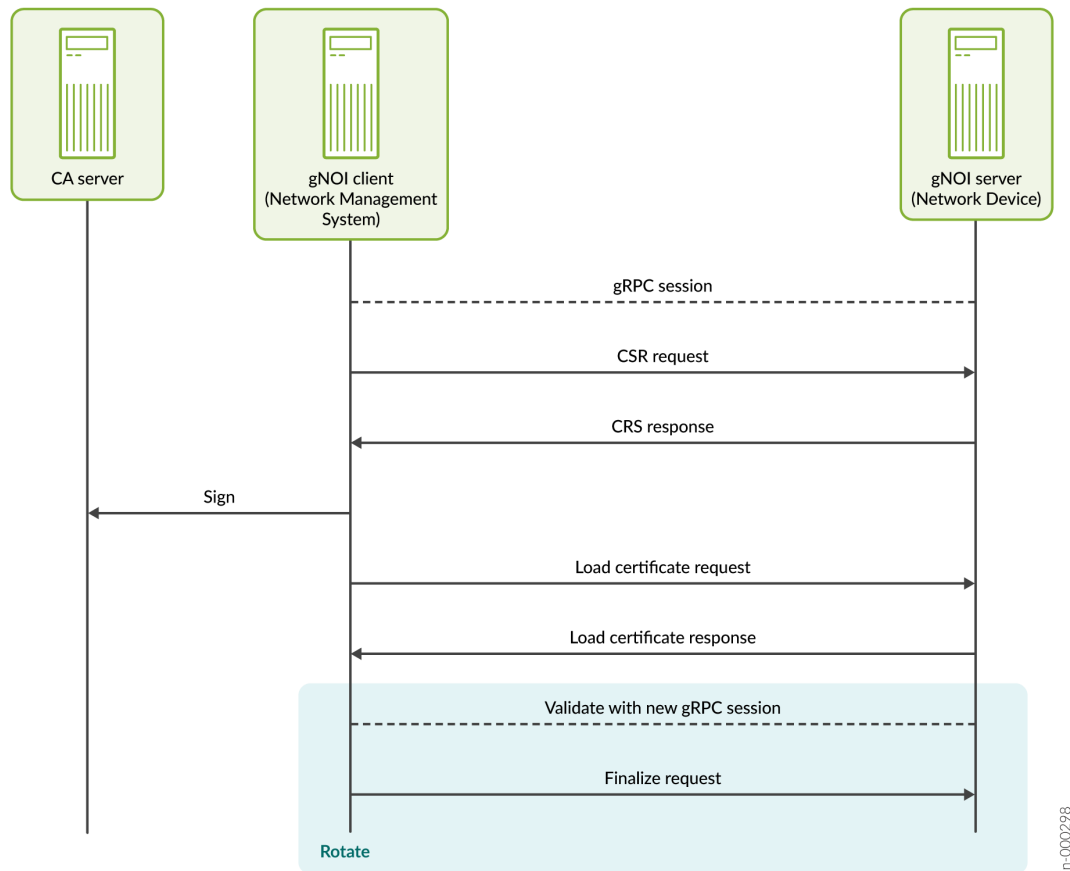 CA server
gNOI client
(Network Management
System)
gNOI server
(Network Device)
gRPC session
CSR request
CRS response
Sign
Load certificate request
Load certificate response
Validate with new gRPC session
Finalize request
Rotate
n-000298